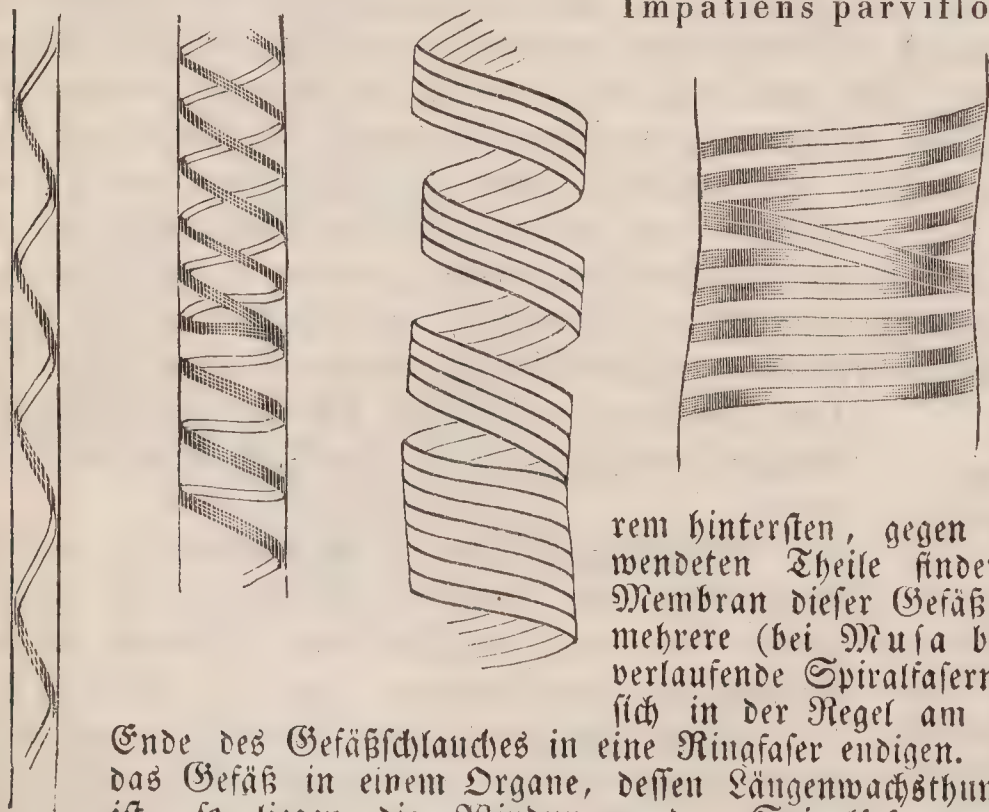 Impatiens parviflo
rem hintersten, gegen
wendeten Theile finde
Membran dieser Gefäß
mehrere (bei Musa b
verlaufende Spiralfasern
sich in der Regel am
Ende des Gefäßschlauches in eine Ringfaser endigen.
das Gefäß in einem Organe, dessen Längenwachsthum